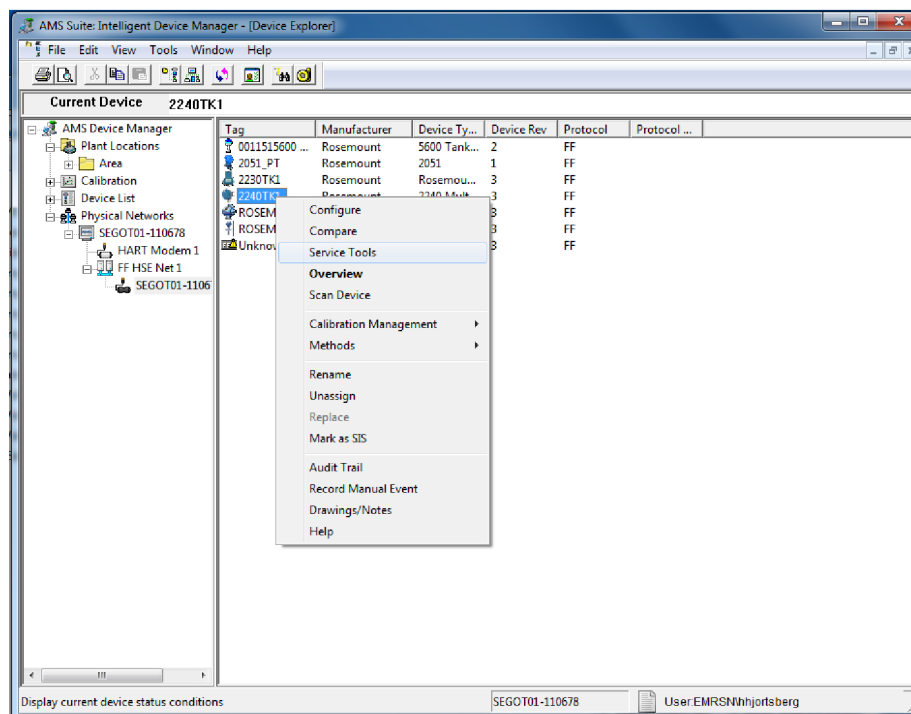 AMS Suite: Intelligent Device Manager - [Device Explorer]
File Edit View Tools Window Help
Current Device 2240TK1
AMS Device Manager
Plant Locations
Area
Calibration
Device List
Physical Networks
SEGOT01-110678
HART Modem 1
FF HSE Net 1
SEGOT01-1106
Tag Manufacturer Device Ty... Device Rev Protocol Protocol ...
0011515600 ... Rosemount 5600 Tank... 2 FF
2051_PT Rosemount 2051 1 FF
2230TK1 Rosemount Rosemou... 3 FF
2240TK1 Rosemount 2240 Mult... 3 FF
ROSEM 3 FF
ROSEM 3 FF
Unknov 3 FF
Configure
Compare
Service Tools
Overview
Scan Device
Calibration Management
Methods
Rename
Unassign
Replace
Mark as SIS
Audit Trail
Record Manual Event
Drawings/Notes
Help
Display current device status conditions SEGOT01-110678 User:EMRSN\hhjortsberg